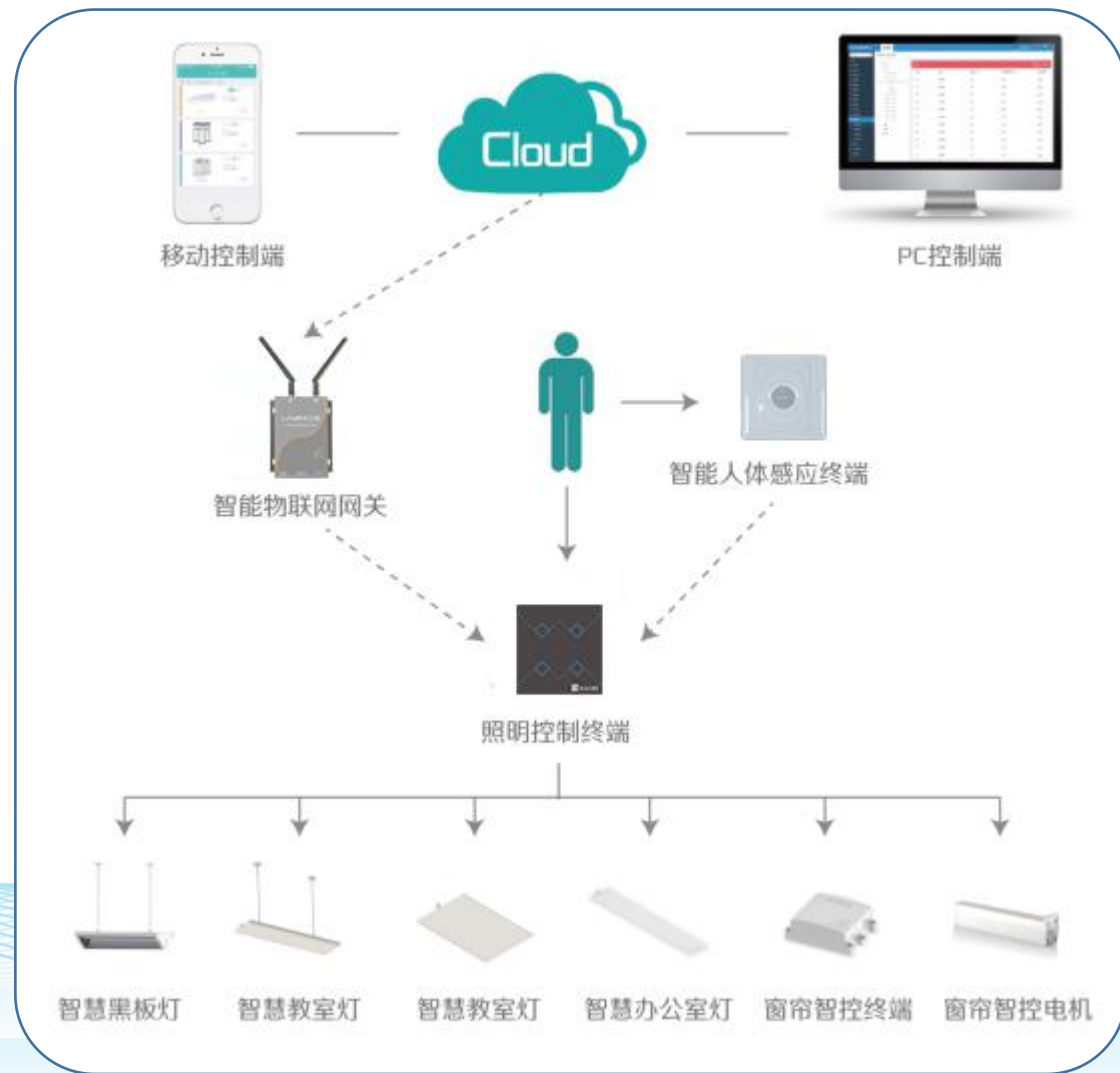 Cloud
移动控制端
PC控制端
智能物联网网关
智能人体感应终端
照明控制终端
智慧黑板灯
智慧教室灯
智慧教室灯
智慧办公室灯
窗帘智控终端
窗帘智控电机